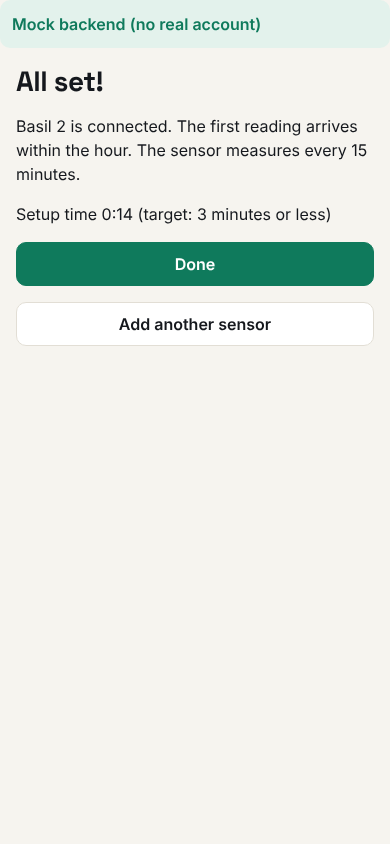 Mock backend (no real account)
All set!
Basil 2 is connected. The first reading arrives
within the hour. The sensor measures every 15
minutes.
Setup time 0:14 (target: 3 minutes or less)
Done
Add another sensor